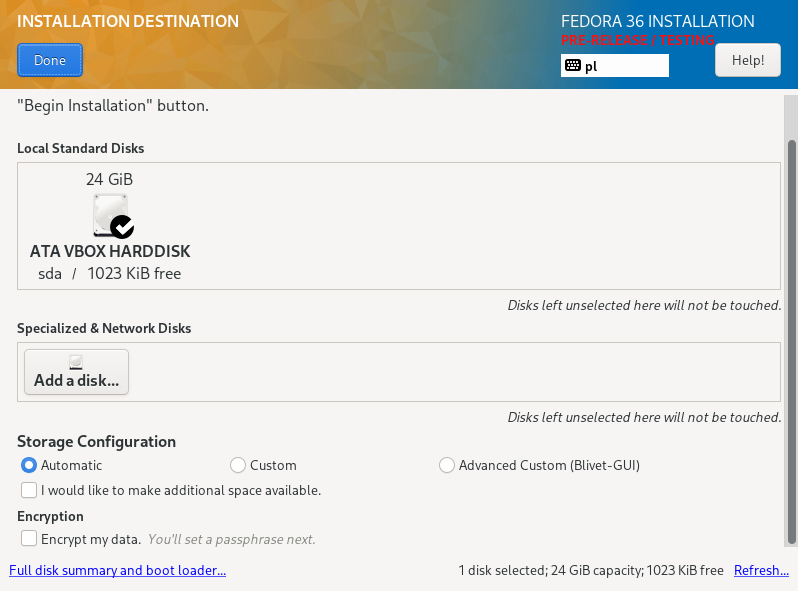 INSTALLATION DESTINATION
FEDORA 36 INSTALLATION
PRE-RELEASE / TESTING
Done
pl
Help!
"Begin Installation" button.
Local Standard Disks
24 GiB
ATA VBOX HARDDISK
sda / 1023 KiB free
Disks left unselected here will not be touched.
Specialized & Network Disks
Add a disk...
Disks left unselected here will not be touched.
Storage Configuration
Automatic Custom Advanced Custom (Blivet-GUI)
I would like to make additional space available.
Encryption
Encrypt my data. You'll set a passphrase next.
Full disk summary and boot loader... 1 disk selected; 24 GiB capacity; 1023 KiB free Refresh...